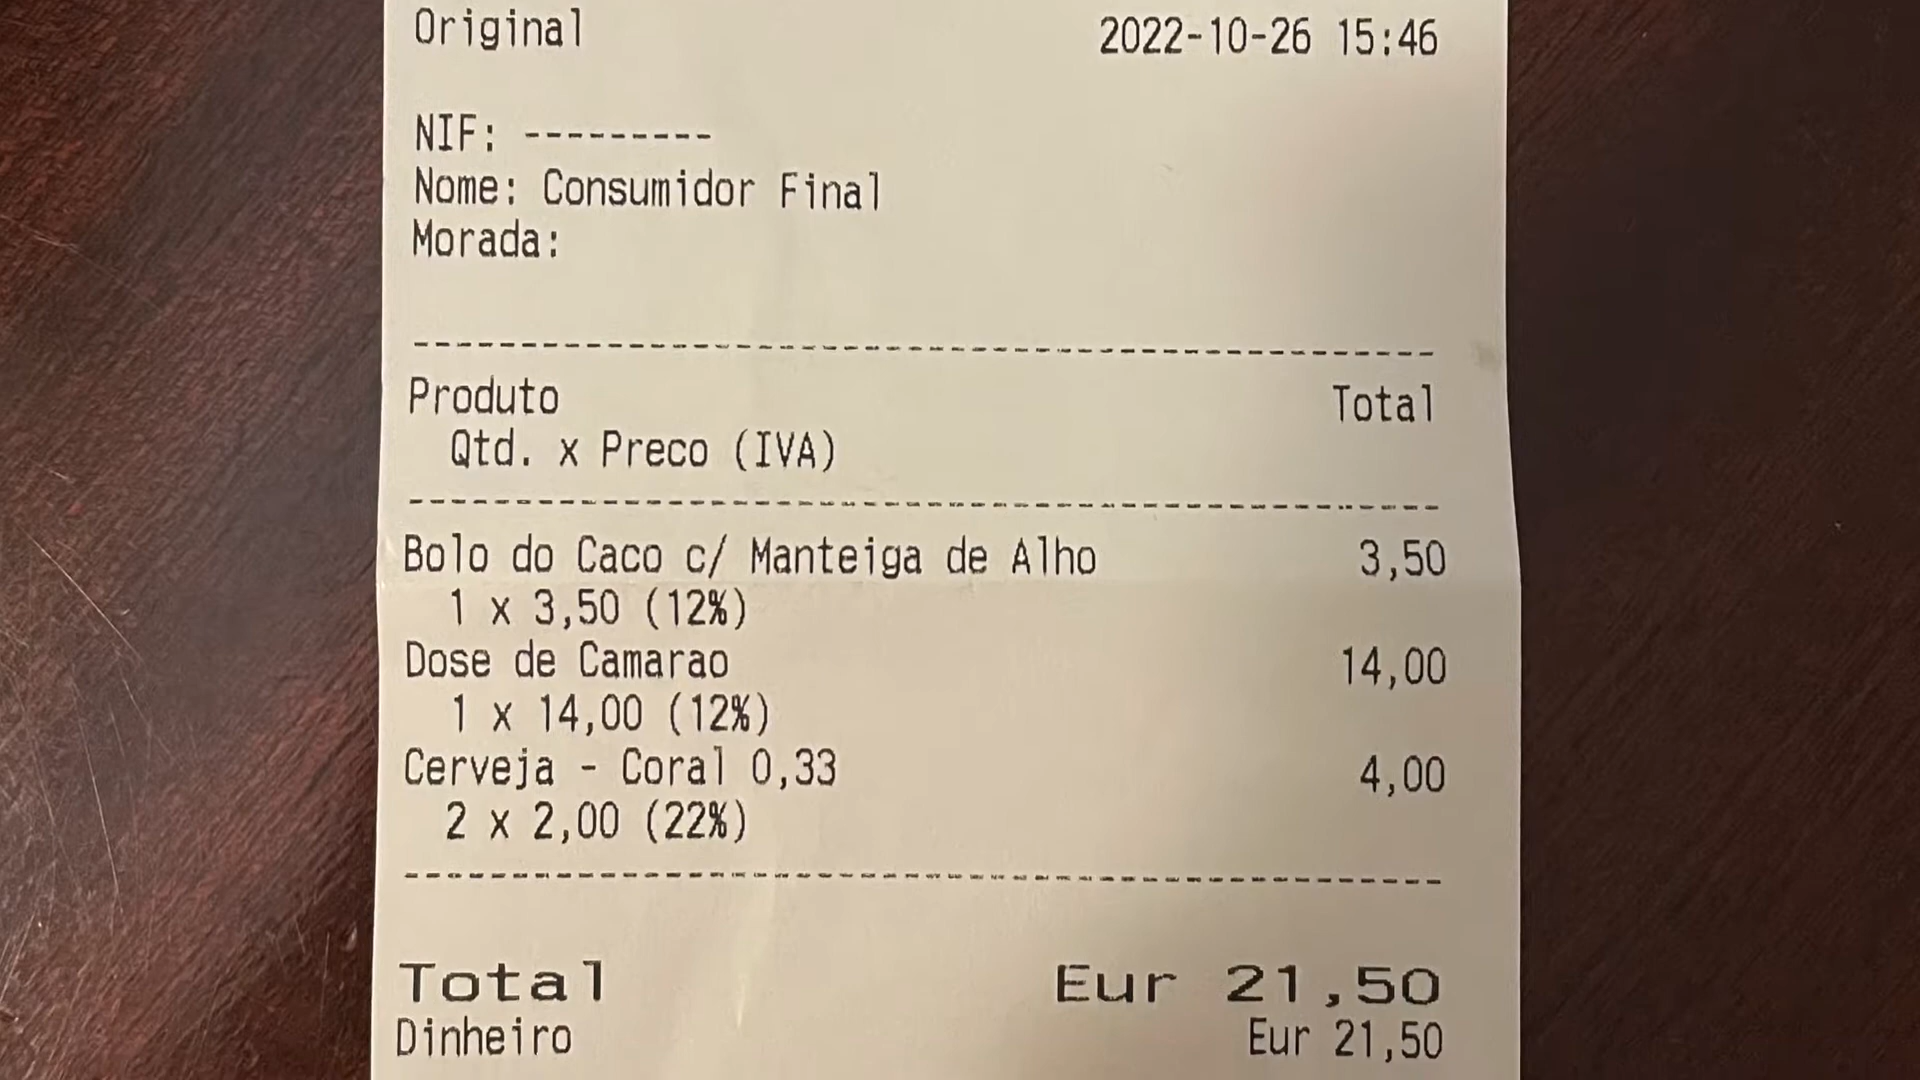 Original 2022-10-26 15:46
NIF: ---------
Nome: Consumidor Final
Morada:
Produto Total
Qtd. x Preco (IVA)
Bolo do Caco c/ Manteiga de Alho 3,50
1 x 3,50 (12%)
Dose de Camarao 14,00
1 x 14,00 (12%)
Cerveja - Coral 0,33 4,00
2 x 2,00 (22%)
Total Eur 21,50
Dinheiro Eur 21,50